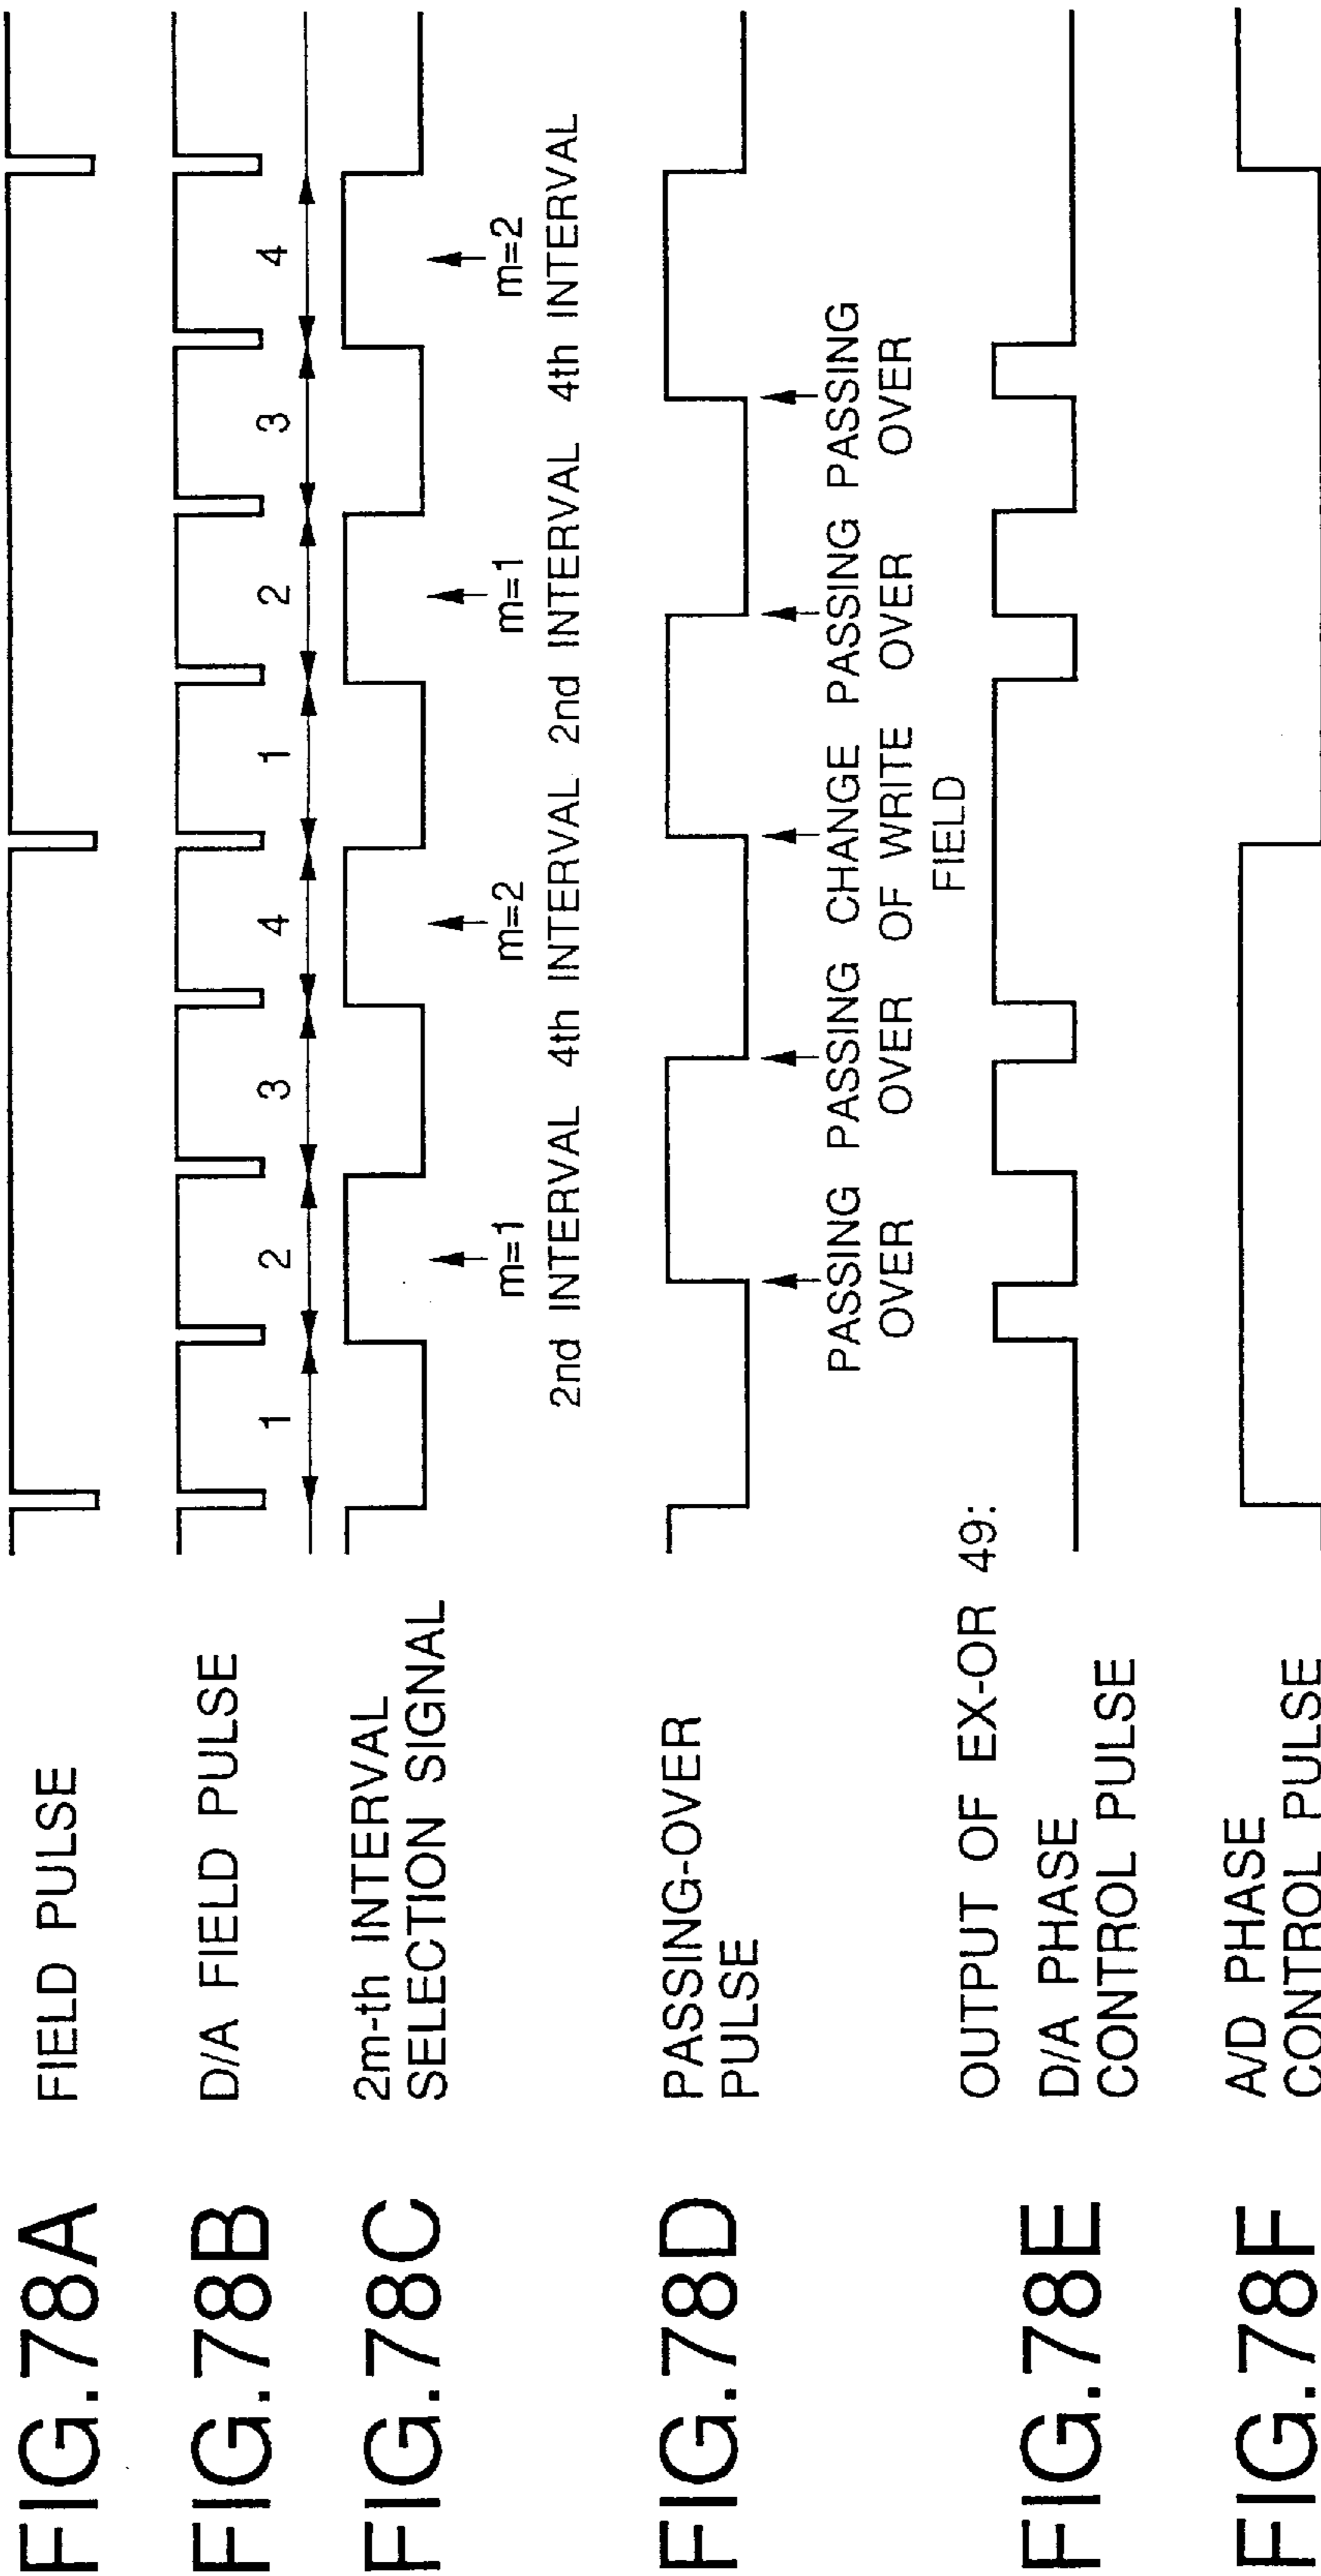 FIG.78A FIELD PULSE
FIG.78B D/A FIELD PULSE
1 2 3 4 1 2 3 4
FIG.78C 2m-th INTERVAL
SELECTION SIGNAL
m=1 m=2 m=1 m=2
2nd INTERVAL 4th INTERVAL 2nd INTERVAL 4th INTERVAL
FIG.78D PASSING-OVER
PULSE
PASSING PASSING CHANGE PASSING PASSING
OVER OVER OF WRITE OVER OVER
FIELD
OUTPUT OF EX-OR 49:
FIG.78E D/A PHASE
CONTROL PULSE
FIG.78F A/D PHASE
CONTROL PULSE